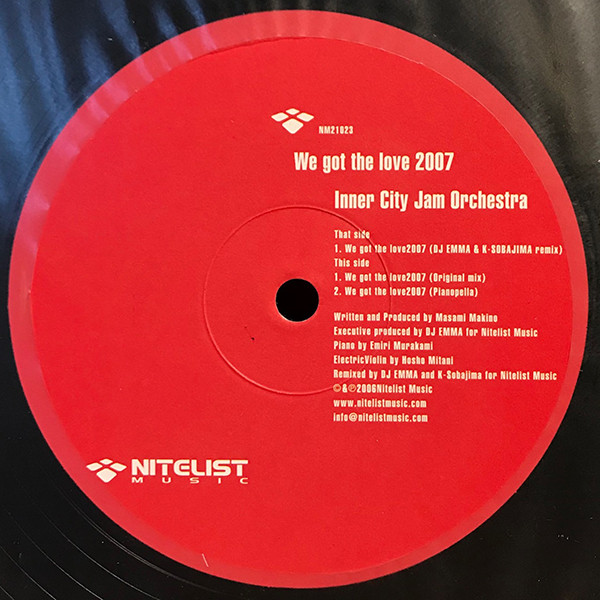 NM21023
We got the love 2007
Inner City Jam Orchestra
That side
1. We got the love2007 (DJ EMMA & K-SOBAJIMA remix)
This side
1. We got the love2007 (Original mix)
2. We got the love2007 (Pianopella)
Written and Produced by Masami Makino
Executive produced by DJ EMMA for Nitelist Music
Piano by Emiri Murakami
ElectricViolin by Hosho Mitani
Remixed by DJ EMMA and K-Sobajima for Nitelist Music
©&℗2006Nitelist Music
www.nitelistmusic.com
info@nitelistmusic.com
NITELIST
MUSIC